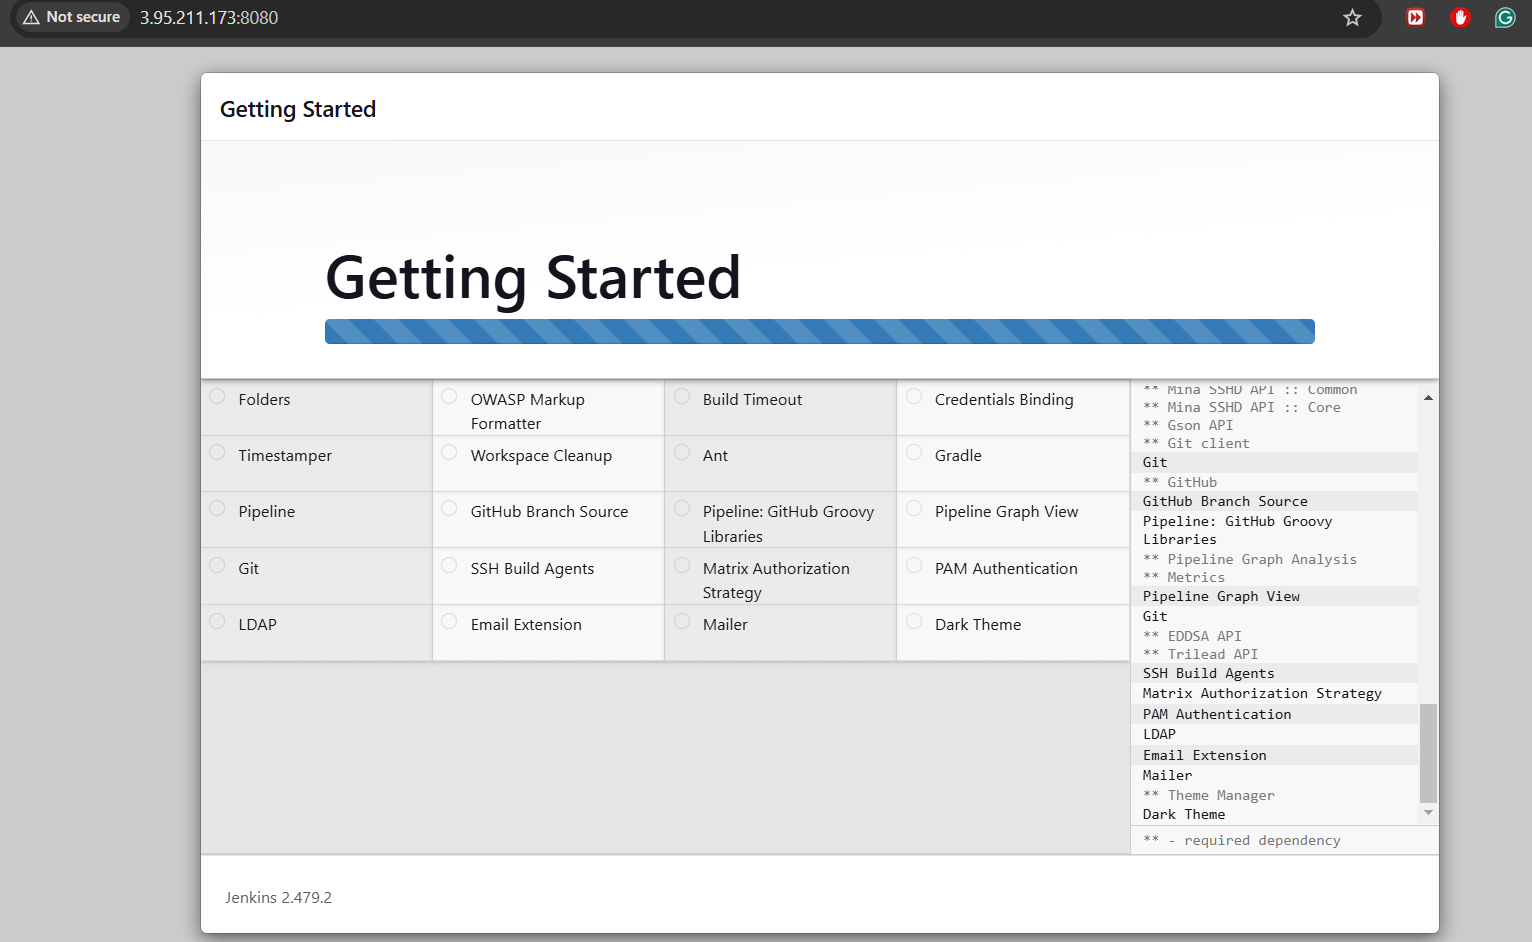 Not secure 3.95.211.173:8080
Getting Started
Getting Started
Folders
OWASP Markup
Formatter
Build Timeout
Credentials Binding
Timestamper
Workspace Cleanup
Ant
Gradle
Pipeline
GitHub Branch Source
Pipeline: GitHub Groovy
Libraries
Pipeline Graph View
Git
SSH Build Agents
Matrix Authorization
Strategy
PAM Authentication
LDAP
Email Extension
Mailer
Dark Theme
** Mina SSHD API :: Common
** Mina SSHD API :: Core
** Gson API
** Git client
Git
** GitHub
GitHub Branch Source
Pipeline: GitHub Groovy
Libraries
** Pipeline Graph Analysis
** Metrics
Pipeline Graph View
Git
** EDDSA API
** Trilead API
SSH Build Agents
Matrix Authorization Strategy
PAM Authentication
LDAP
Email Extension
Mailer
** Theme Manager
Dark Theme
** - required dependency
Jenkins 2.479.2